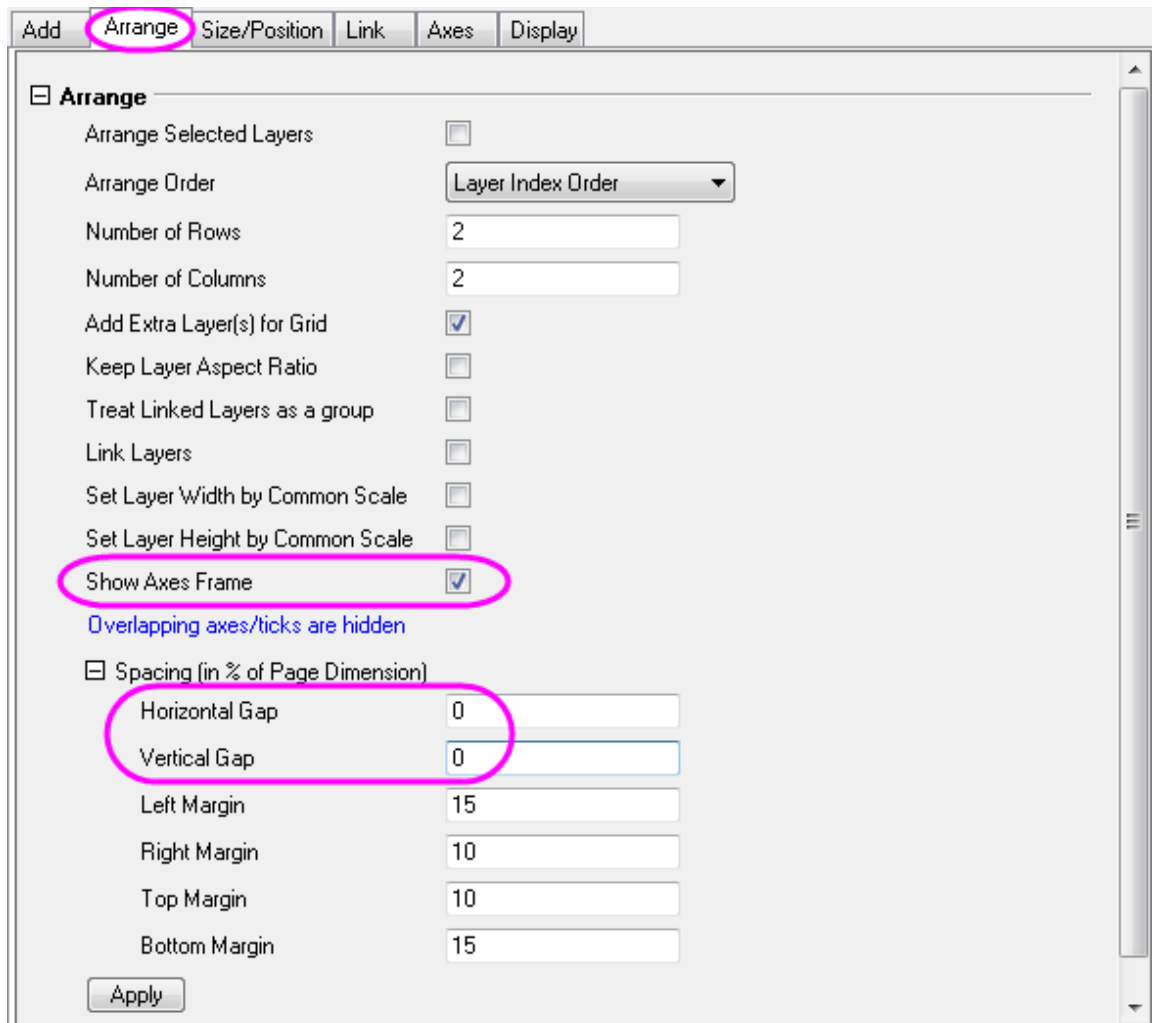 Add Arrange Size/Position Link Axes Display
Arrange
Arrange Selected Layers
Arrange Order Layer Index Order
Number of Rows 2
Number of Columns 2
Add Extra Layer(s) for Grid
Keep Layer Aspect Ratio
Treat Linked Layers as a group
Link Layers
Set Layer Width by Common Scale
Set Layer Height by Common Scale
Show Axes Frame
Overlapping axes/ticks are hidden
Spacing (in % of Page Dimension)
Horizontal Gap 0
Vertical Gap 0
Left Margin 15
Right Margin 10
Top Margin 10
Bottom Margin 15
Apply